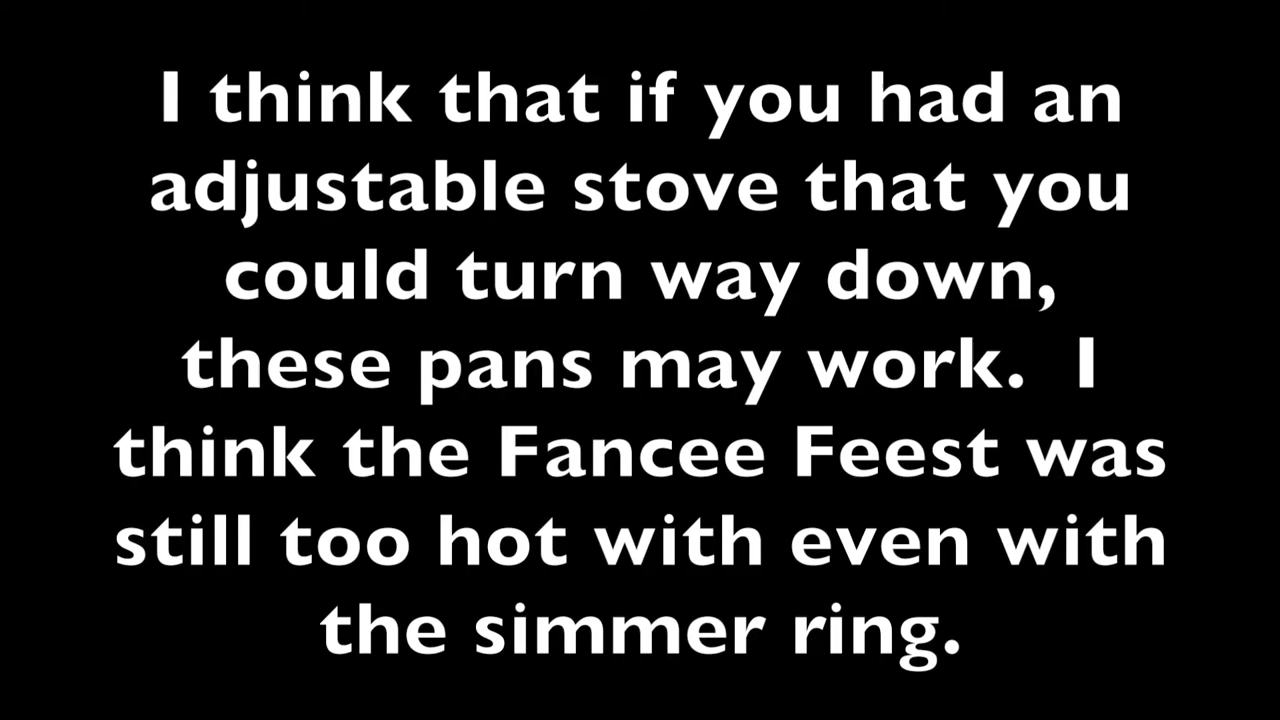 I think that if you had an
adjustable stove that you
could turn way down,
these pans may work.  I
think the Fancee Feest was
still too hot with even with
the simmer ring.